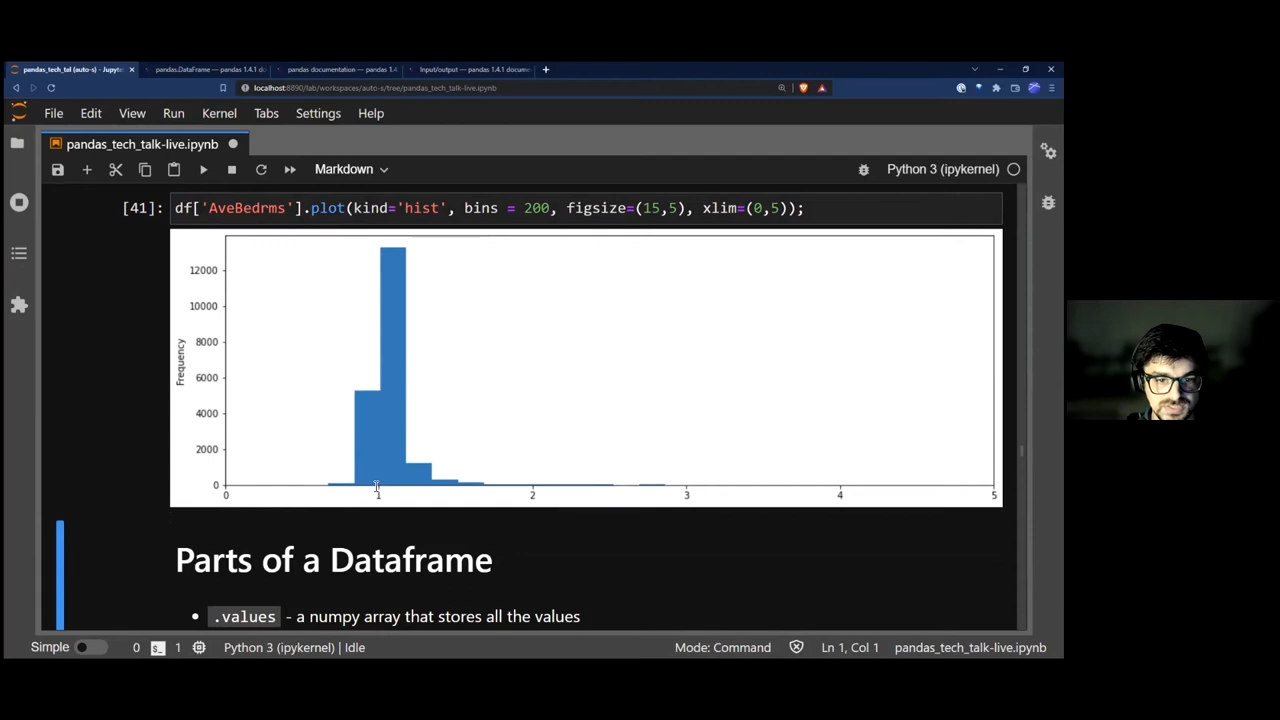 pandas_tech_tal (auto-s) - Jupyte
pandas.DataFrame — pandas 1.4.1 dc
pandas documentation — pandas 1.4
Input/output — pandas 1.4.1 docume
localhost:8890/lab/workspaces/auto-s/tree/pandas_tech_talk-live.ipynb
File Edit View Run Kernel Tabs Settings Help
pandas_tech_talk-live.ipynb
Markdown
Python 3 (ipykernel)
[41]: df['AveBedrms'].plot(kind='hist', bins = 200, figsize=(15,5), xlim=(0,5));
12000
10000
8000
6000
4000
2000
0
Frequency
0 1 2 3 4 5
Parts of a Dataframe
• .values - a numpy array that stores all the values
Simple 0 $_ 1 Python 3 (ipykernel) | Idle Mode: Command Ln 1, Col 1 pandas_tech_talk-live.ipynb